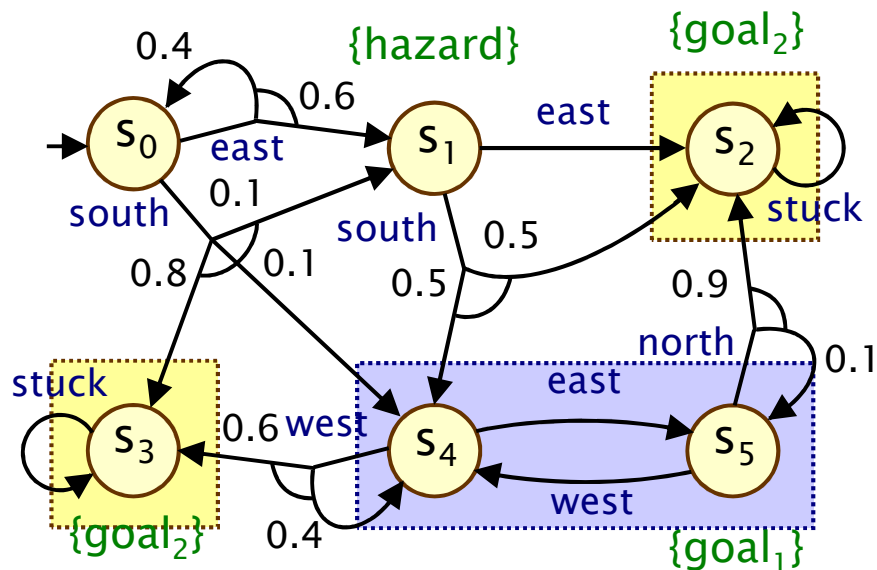 {goal₂}
{hazard}
0.4
0.6
east
s₀
s₁
s₂
east
0.1
south
south
0.5
stuck
0.8
0.1
0.5
0.9
north
0.1
stuck
east
0.6
west
s₃
s₄
s₅
west
0.4
{goal₂}
{goal₁}